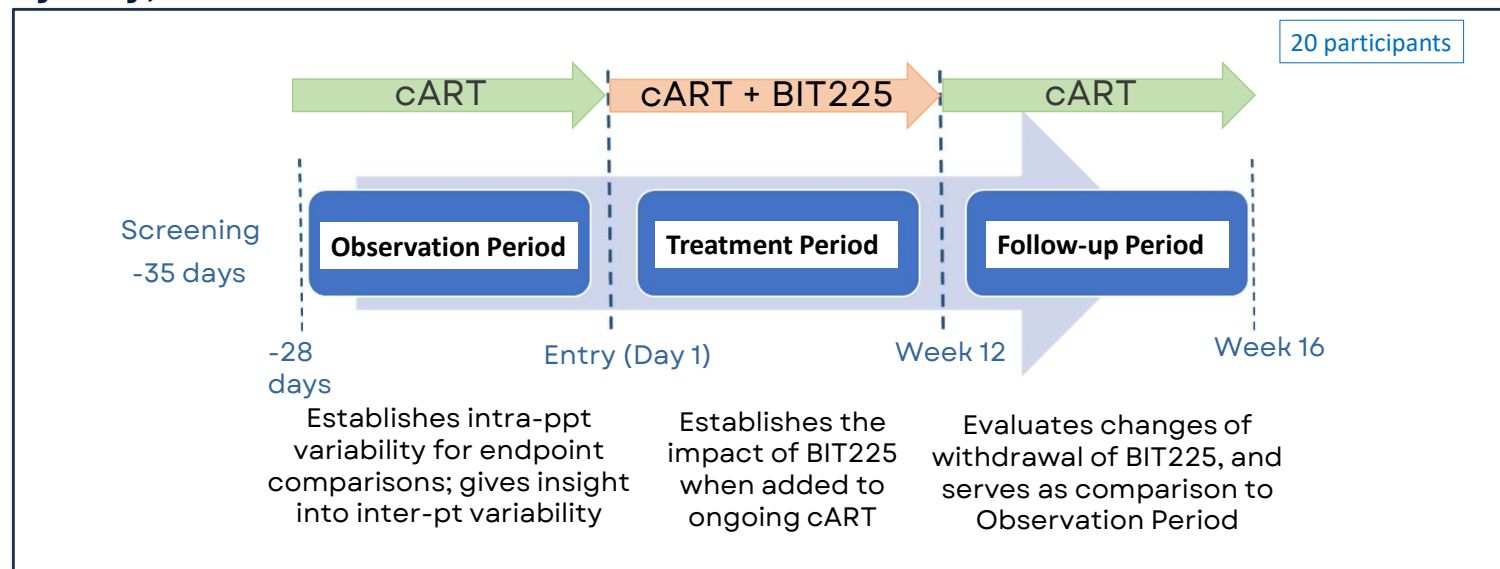 20 participants
cART
cART + BIT225
cART
Screening
-35 days
Observation Period
Treatment Period
Follow-up Period
-28
days
Entry (Day 1)
Week 12
Week 16
Establishes intra-ppt
variability for endpoint
comparisons; gives insight
into inter-pt variability
Establishes the
impact of BIT225
when added to
ongoing cART
Evaluates changes of
withdrawal of BIT225, and
serves as comparison to
Observation Period